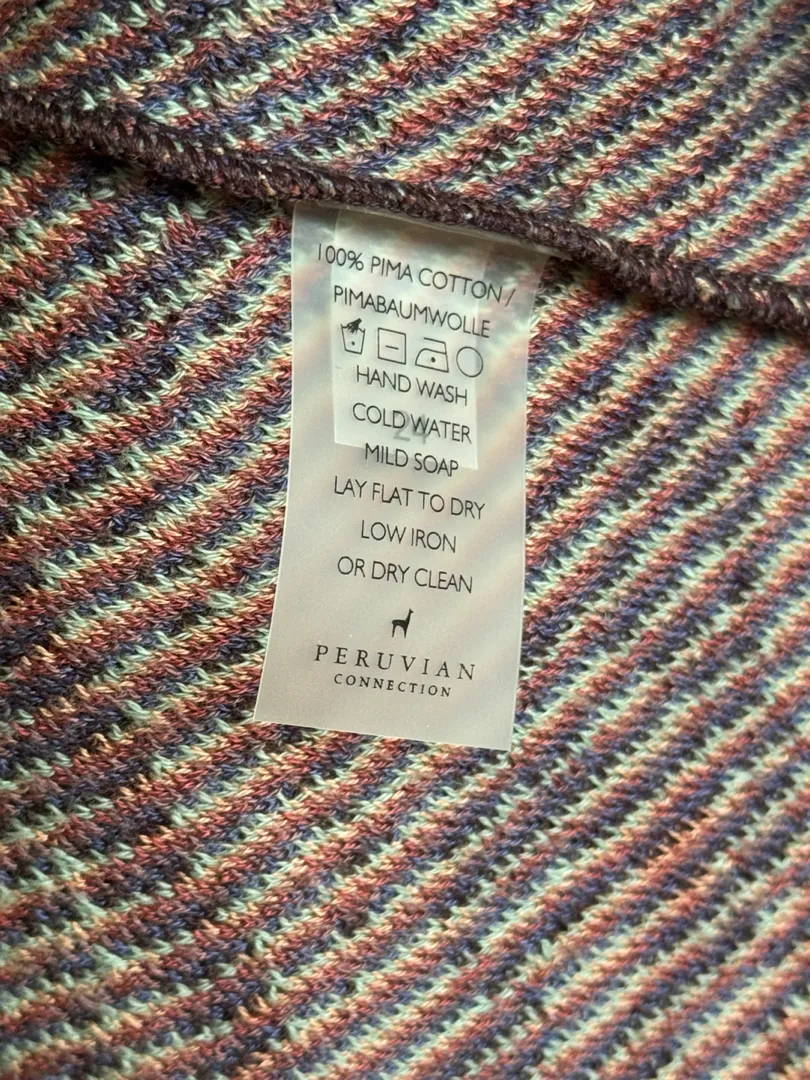 100% PIMA COTTON /
PIMABAUMWOLLE
HAND WASH
COLD WATER
24
MILD SOAP
LAY FLAT TO DRY
LOW IRON
OR DRY CLEAN
PERUVIAN
CONNECTION